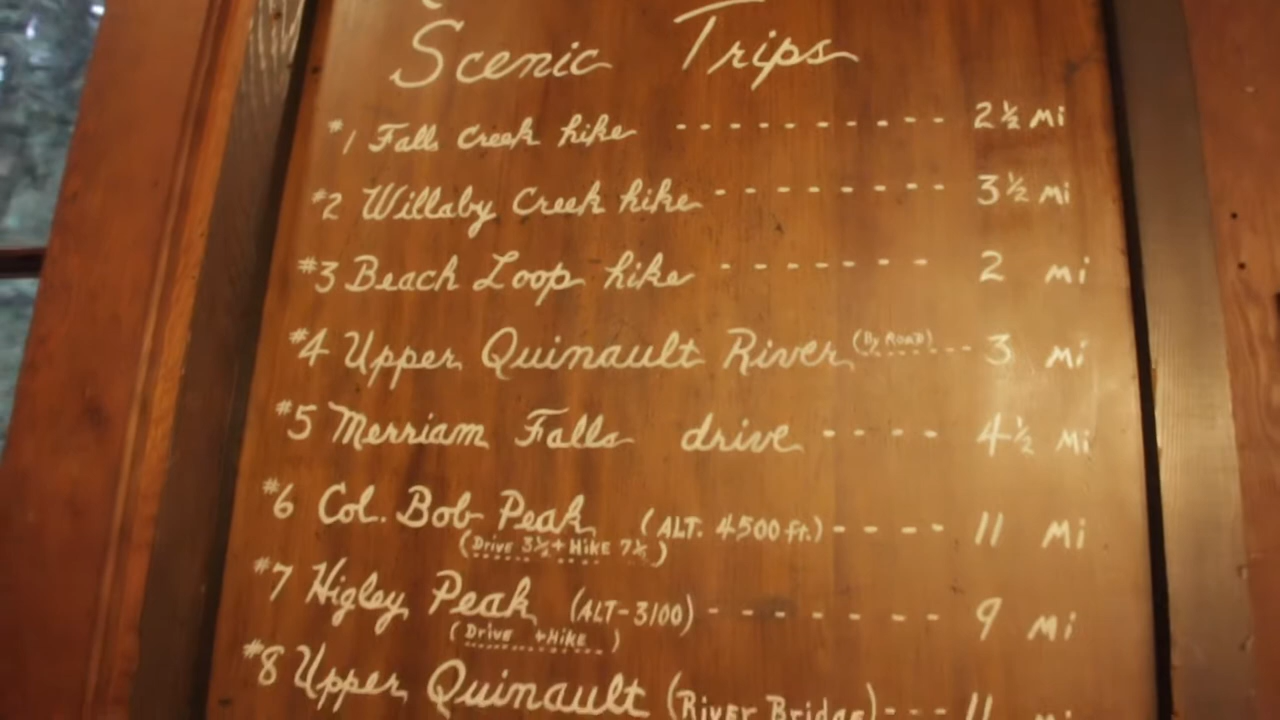 Scenic Trips
#1 Falls Creek hike - - - - - - - - - - 2½ Mi
#2 Willaby Creek hike - - - - - - - - 3½ Mi
#3 Beach Loop hike - - - - - - - - 2 Mi
#4 Upper Quinault River (By Road) - - - 3 Mi
#5 Merriam Falls drive - - - - 4½ Mi
#6 Col. Bob Peak (ALT. 4500 ft.) - - - - 11 Mi
(Drive 3½ + Hike 7½)
#7 Higley Peak (ALT-3100) - - - - - - - 9 Mi
(Drive + Hike)
#8 Upper Quinault (River Bridge) - - - 11 Mi